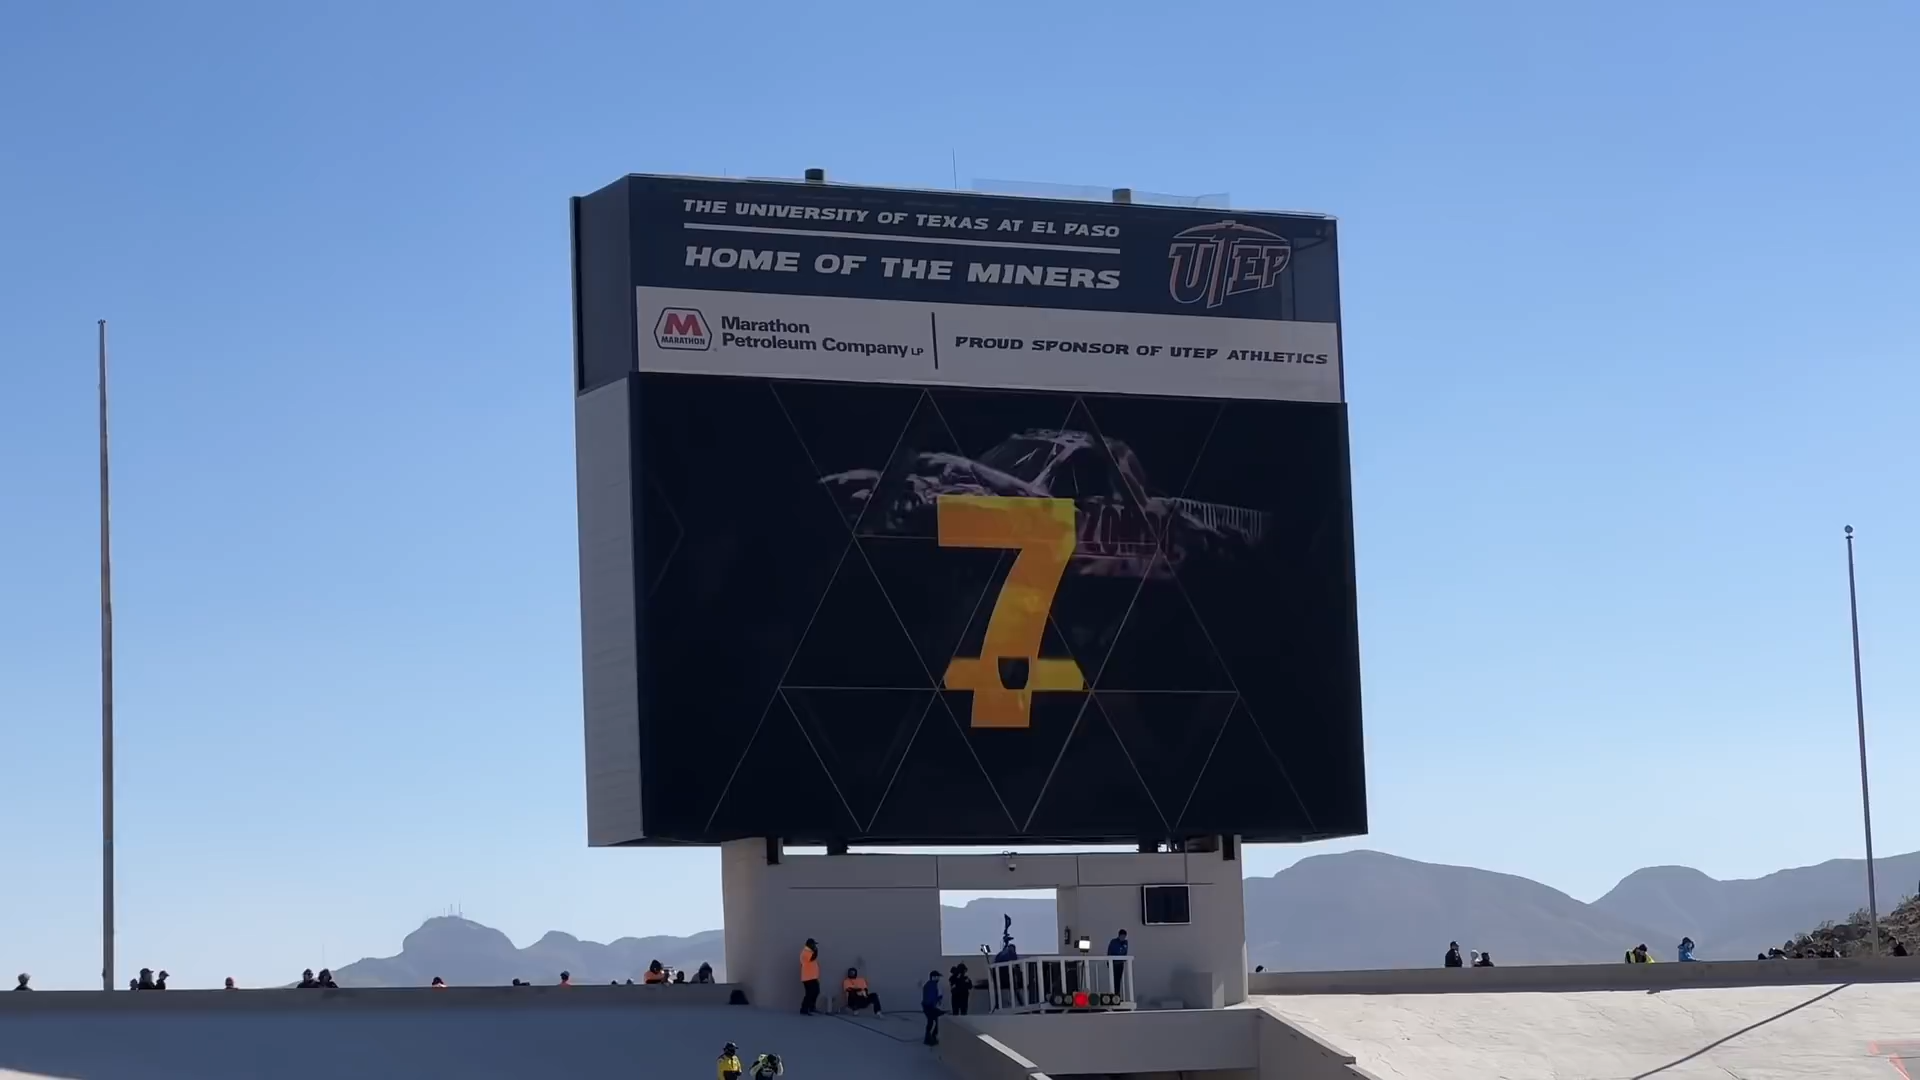 THE UNIVERSITY OF TEXAS AT EL PASO
HOME OF THE MINERS
UTEP
M
MARATHON
Marathon
Petroleum Company LP
PROUD SPONSOR OF UTEP ATHLETICS
7